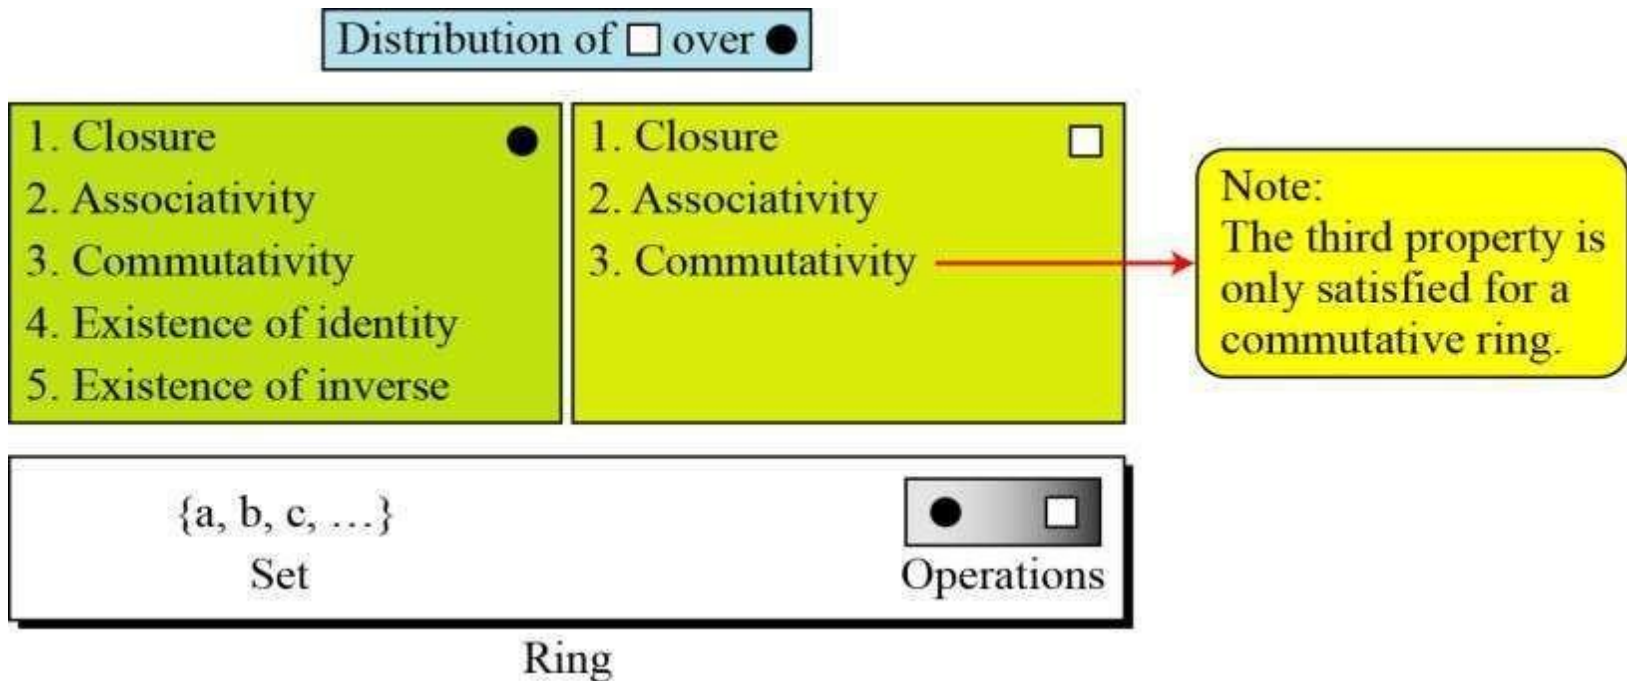 Distribution of □ over ●
1. Closure ●
2. Associativity
3. Commutativity
4. Existence of identity
5. Existence of inverse
1. Closure □
2. Associativity
3. Commutativity
Note:
The third property is
only satisfied for a
commutative ring.
{a, b, c, …}
Set
● □
Operations
Ring